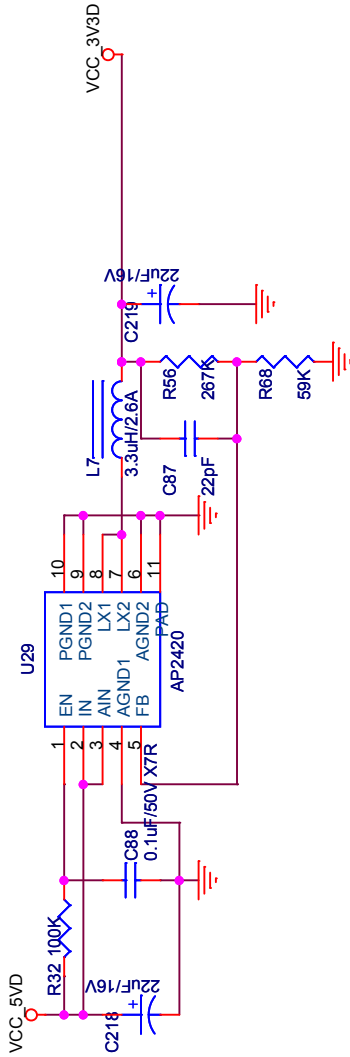 VCC_5VD
R32 100K
C218
22uF/16V
C88
0.1uF/50V X7R
U29
1
2
3
4
5
EN
IN
AIN
AGND1
FB
PGND1
PGND2
LX1
LX2
AGND2
PAD
10
9
8
7
6
11
AP2420
L7
3.3uH/2.6A
C87
22pF
R56
267K
R68
59K
C219
22uF/16V
VCC_3V3D